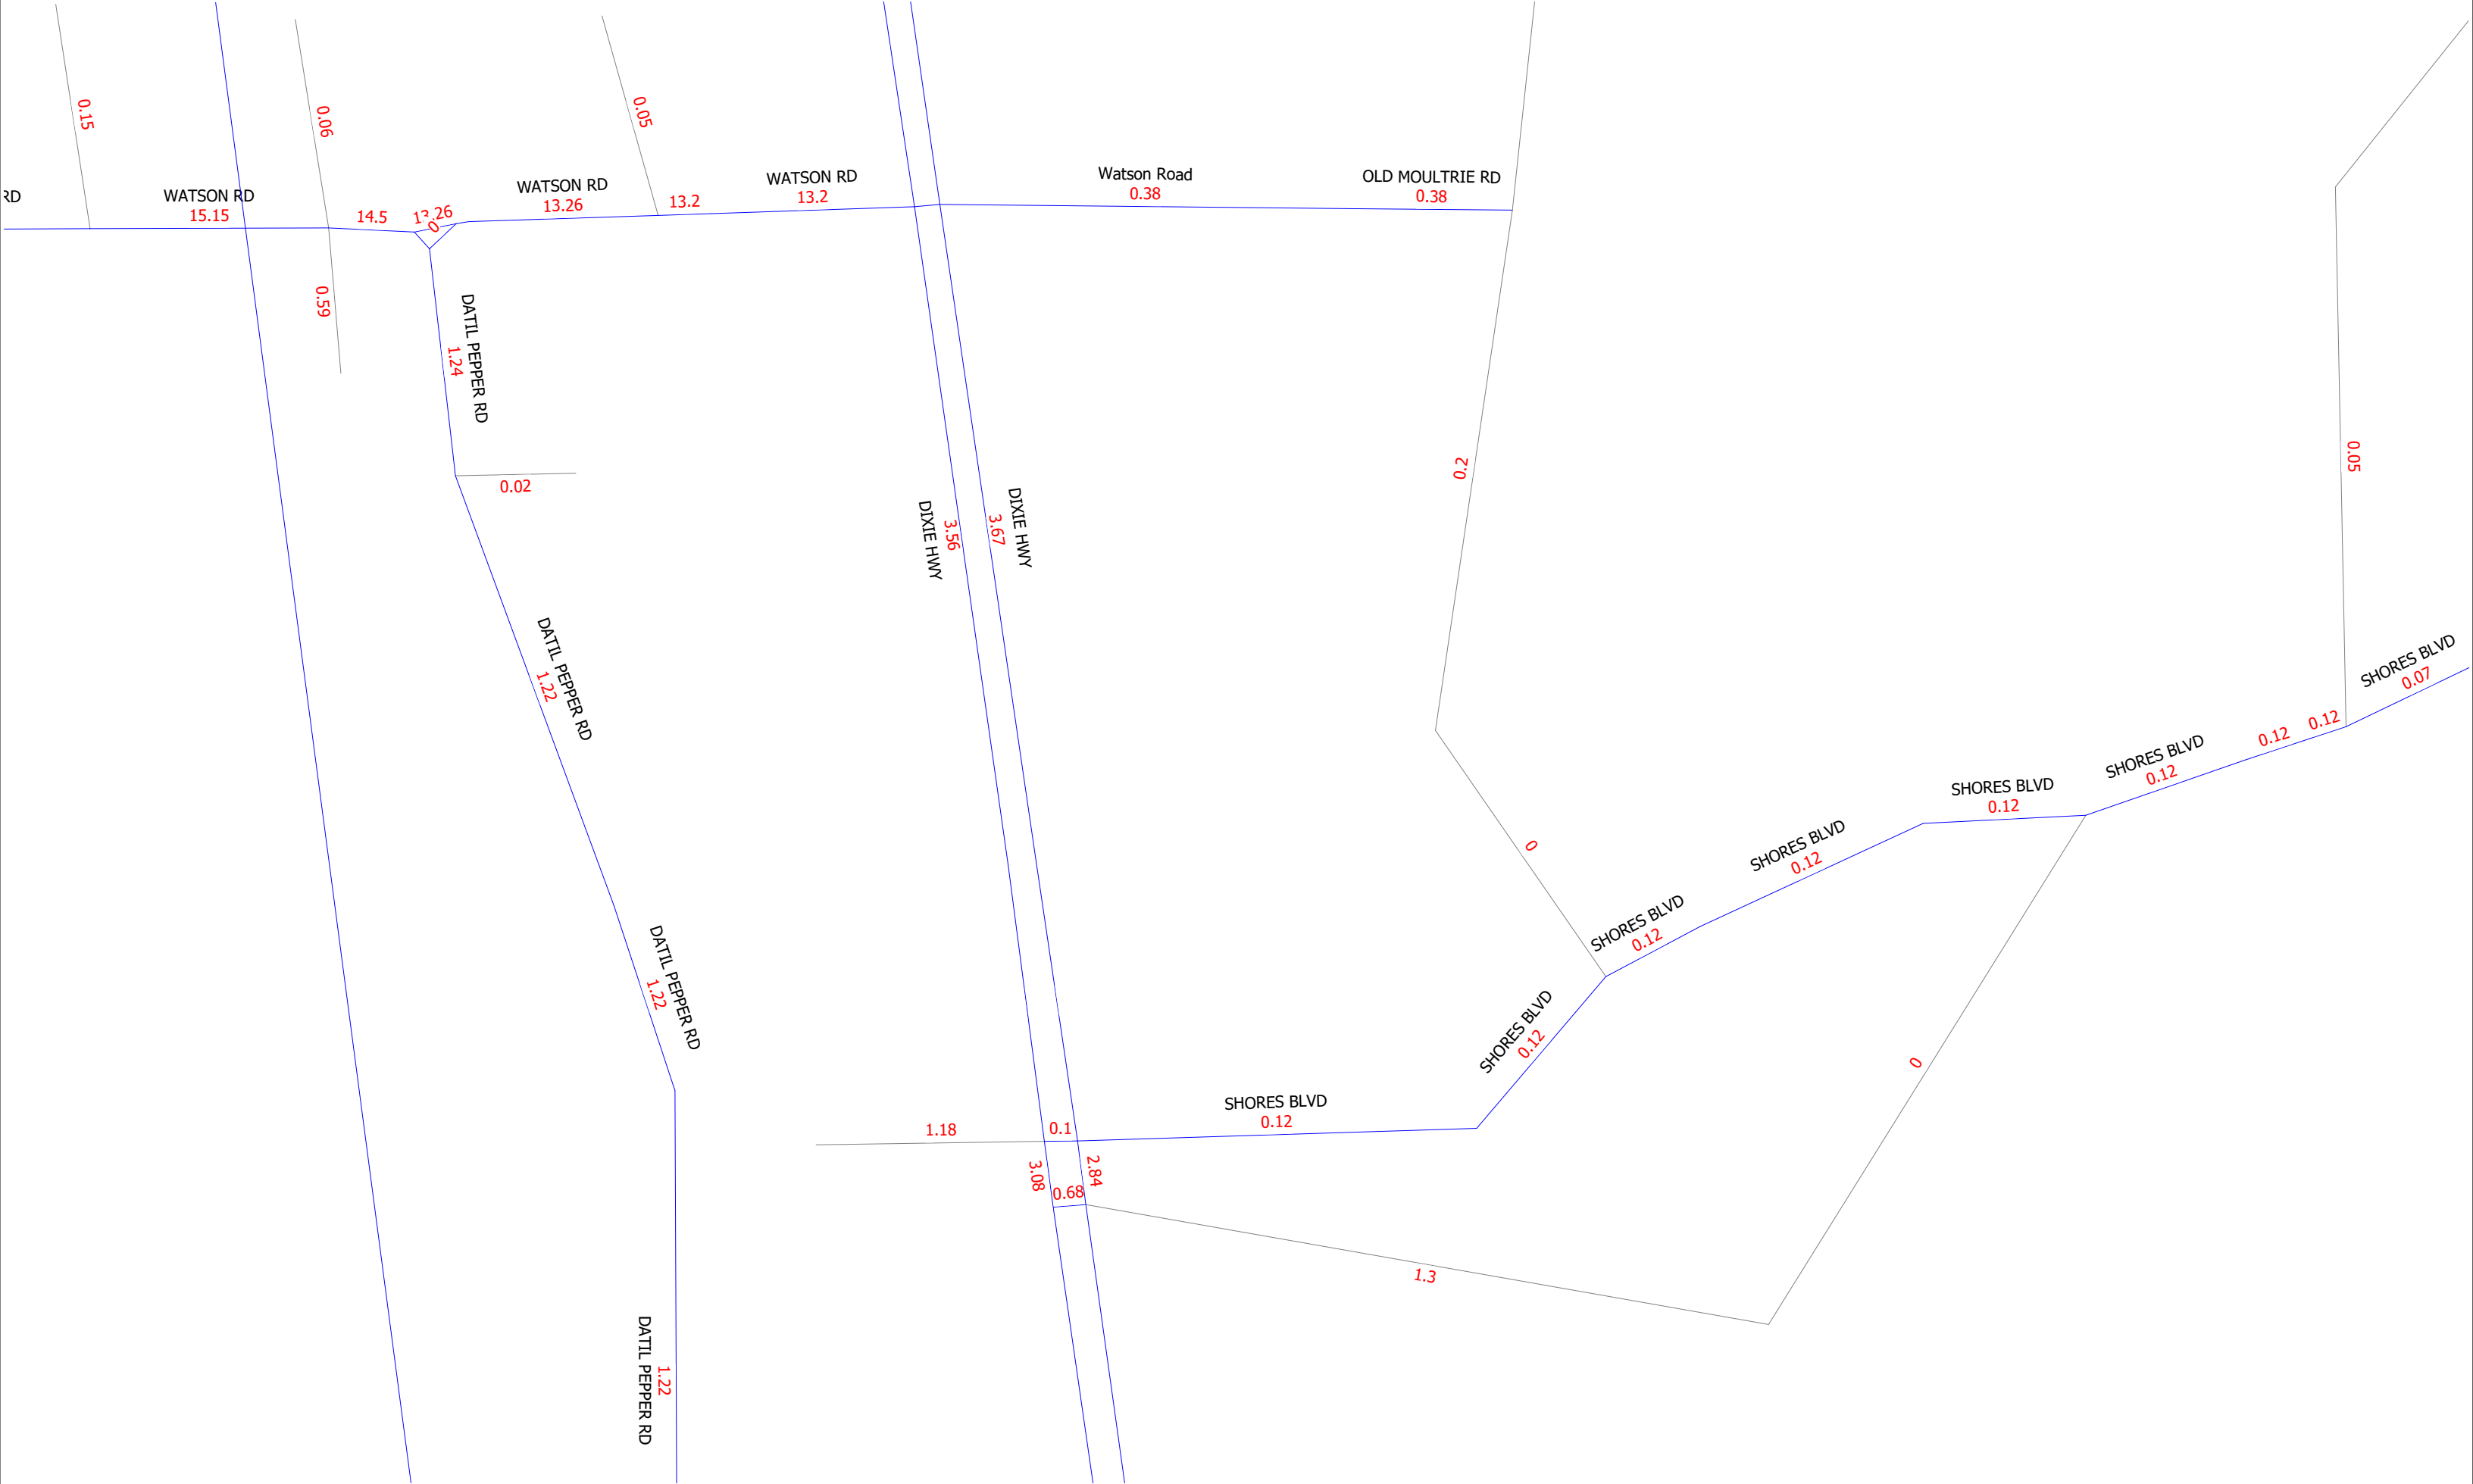 0.15
0.06
0.05
RD
WATSON RD
15.15
14.5
13.26
0
WATSON RD
13.26
13.2
WATSON RD
13.2
Watson Road
0.38
OLD MOULTRIE RD
0.38
0.59
DATIL PEPPER RD
1.24
0.02
DIXIE HWY
3.56
3.67
DIXIE HWY
0.2
0.05
DATIL PEPPER RD
1.22
SHORES BLVD
0.07
0.12
0.12
SHORES BLVD
0.12
SHORES BLVD
0.12
SHORES BLVD
0.12
0
SHORES BLVD
0.12
DATIL PEPPER RD
1.22
SHORES BLVD
0.12
0
SHORES BLVD
0.12
1.18
0.1
3.08
2.84
0.68
1.3
DATIL PEPPER RD
1.22